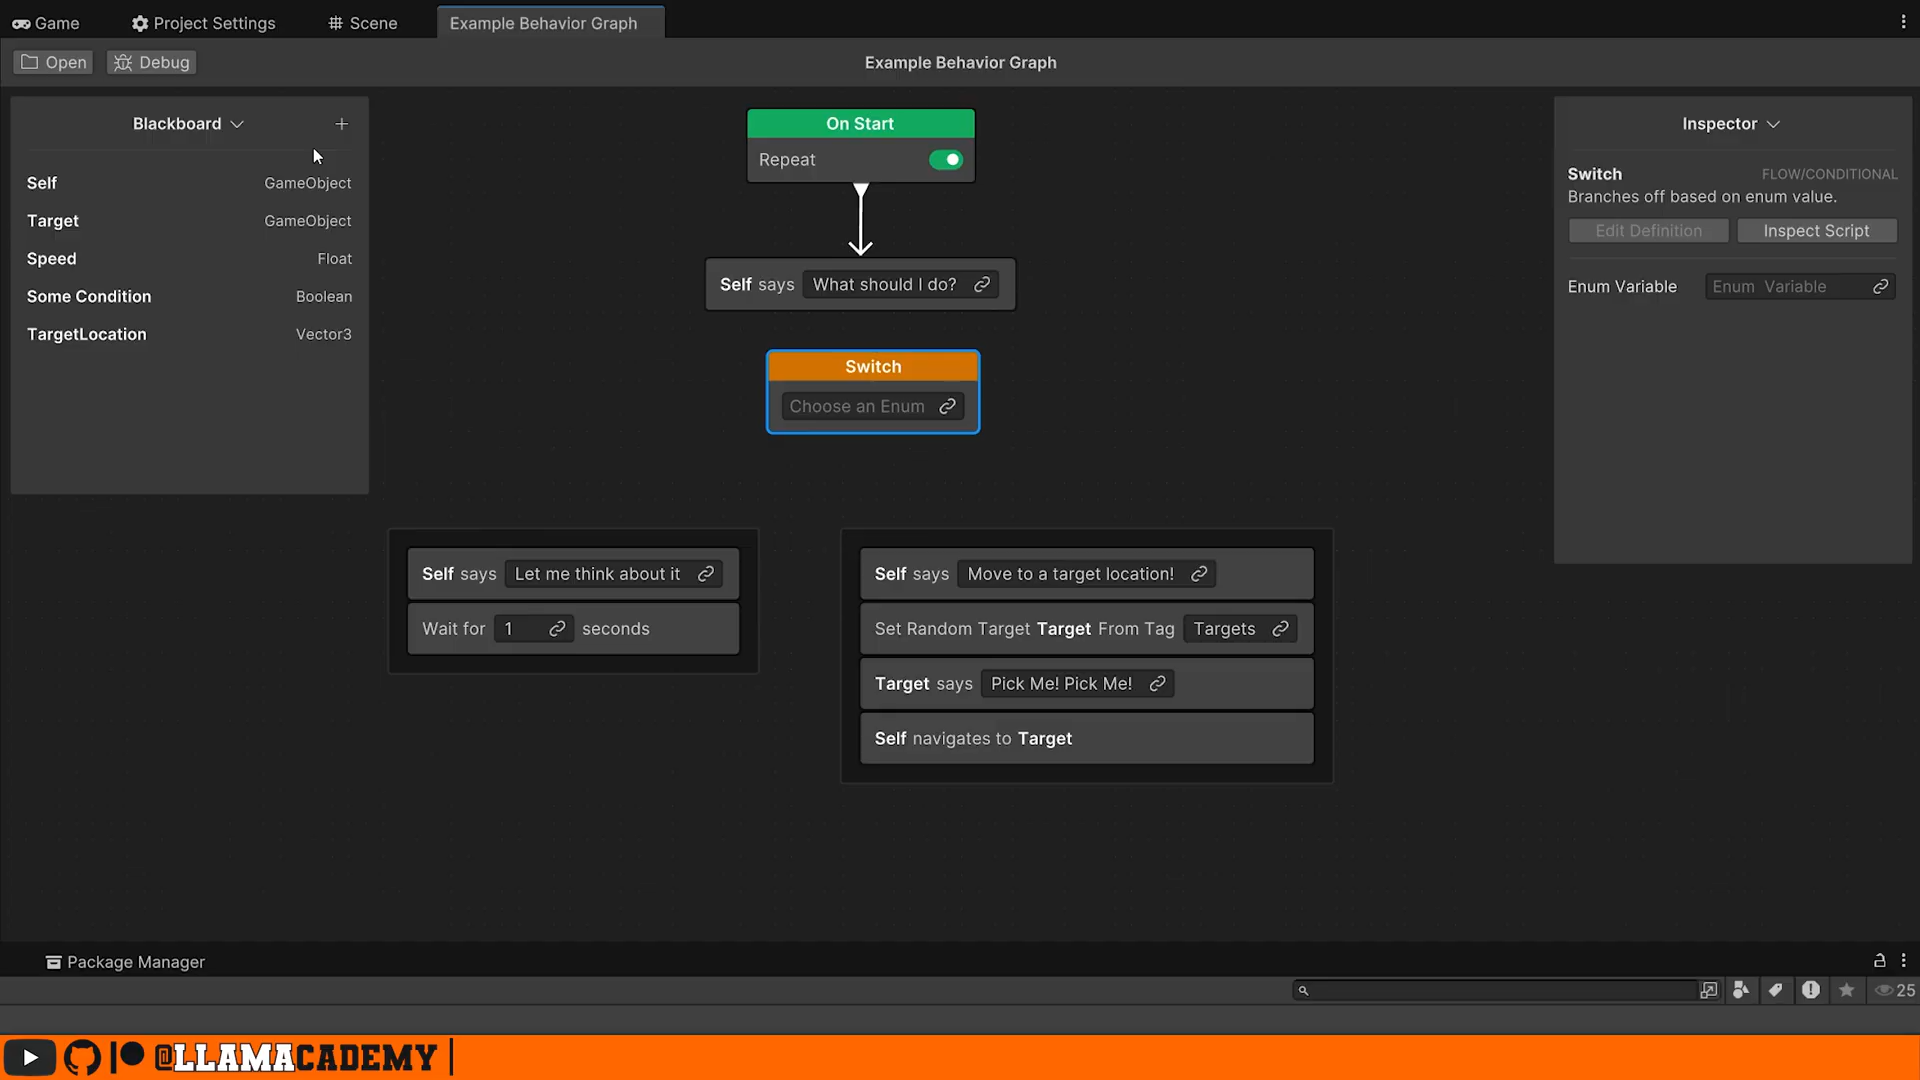 Game
Project Settings
Scene
Example Behavior Graph
Open
Debug
Example Behavior Graph
Blackboard
Self GameObject
Target GameObject
Speed Float
Some Condition Boolean
TargetLocation Vector3
On Start
Repeat
Self says What should I do?
Switch
Choose an Enum
Self says Let me think about it
Wait for 1 seconds
Self says Move to a target location!
Set Random Target Target From Tag Targets
Target says Pick Me! Pick Me!
Self navigates to Target
Inspector
Switch FLOW/CONDITIONAL
Branches off based on enum value.
Edit Definition Inspect Script
Enum Variable Enum Variable
Package Manager
25
@LLAMACADEMY